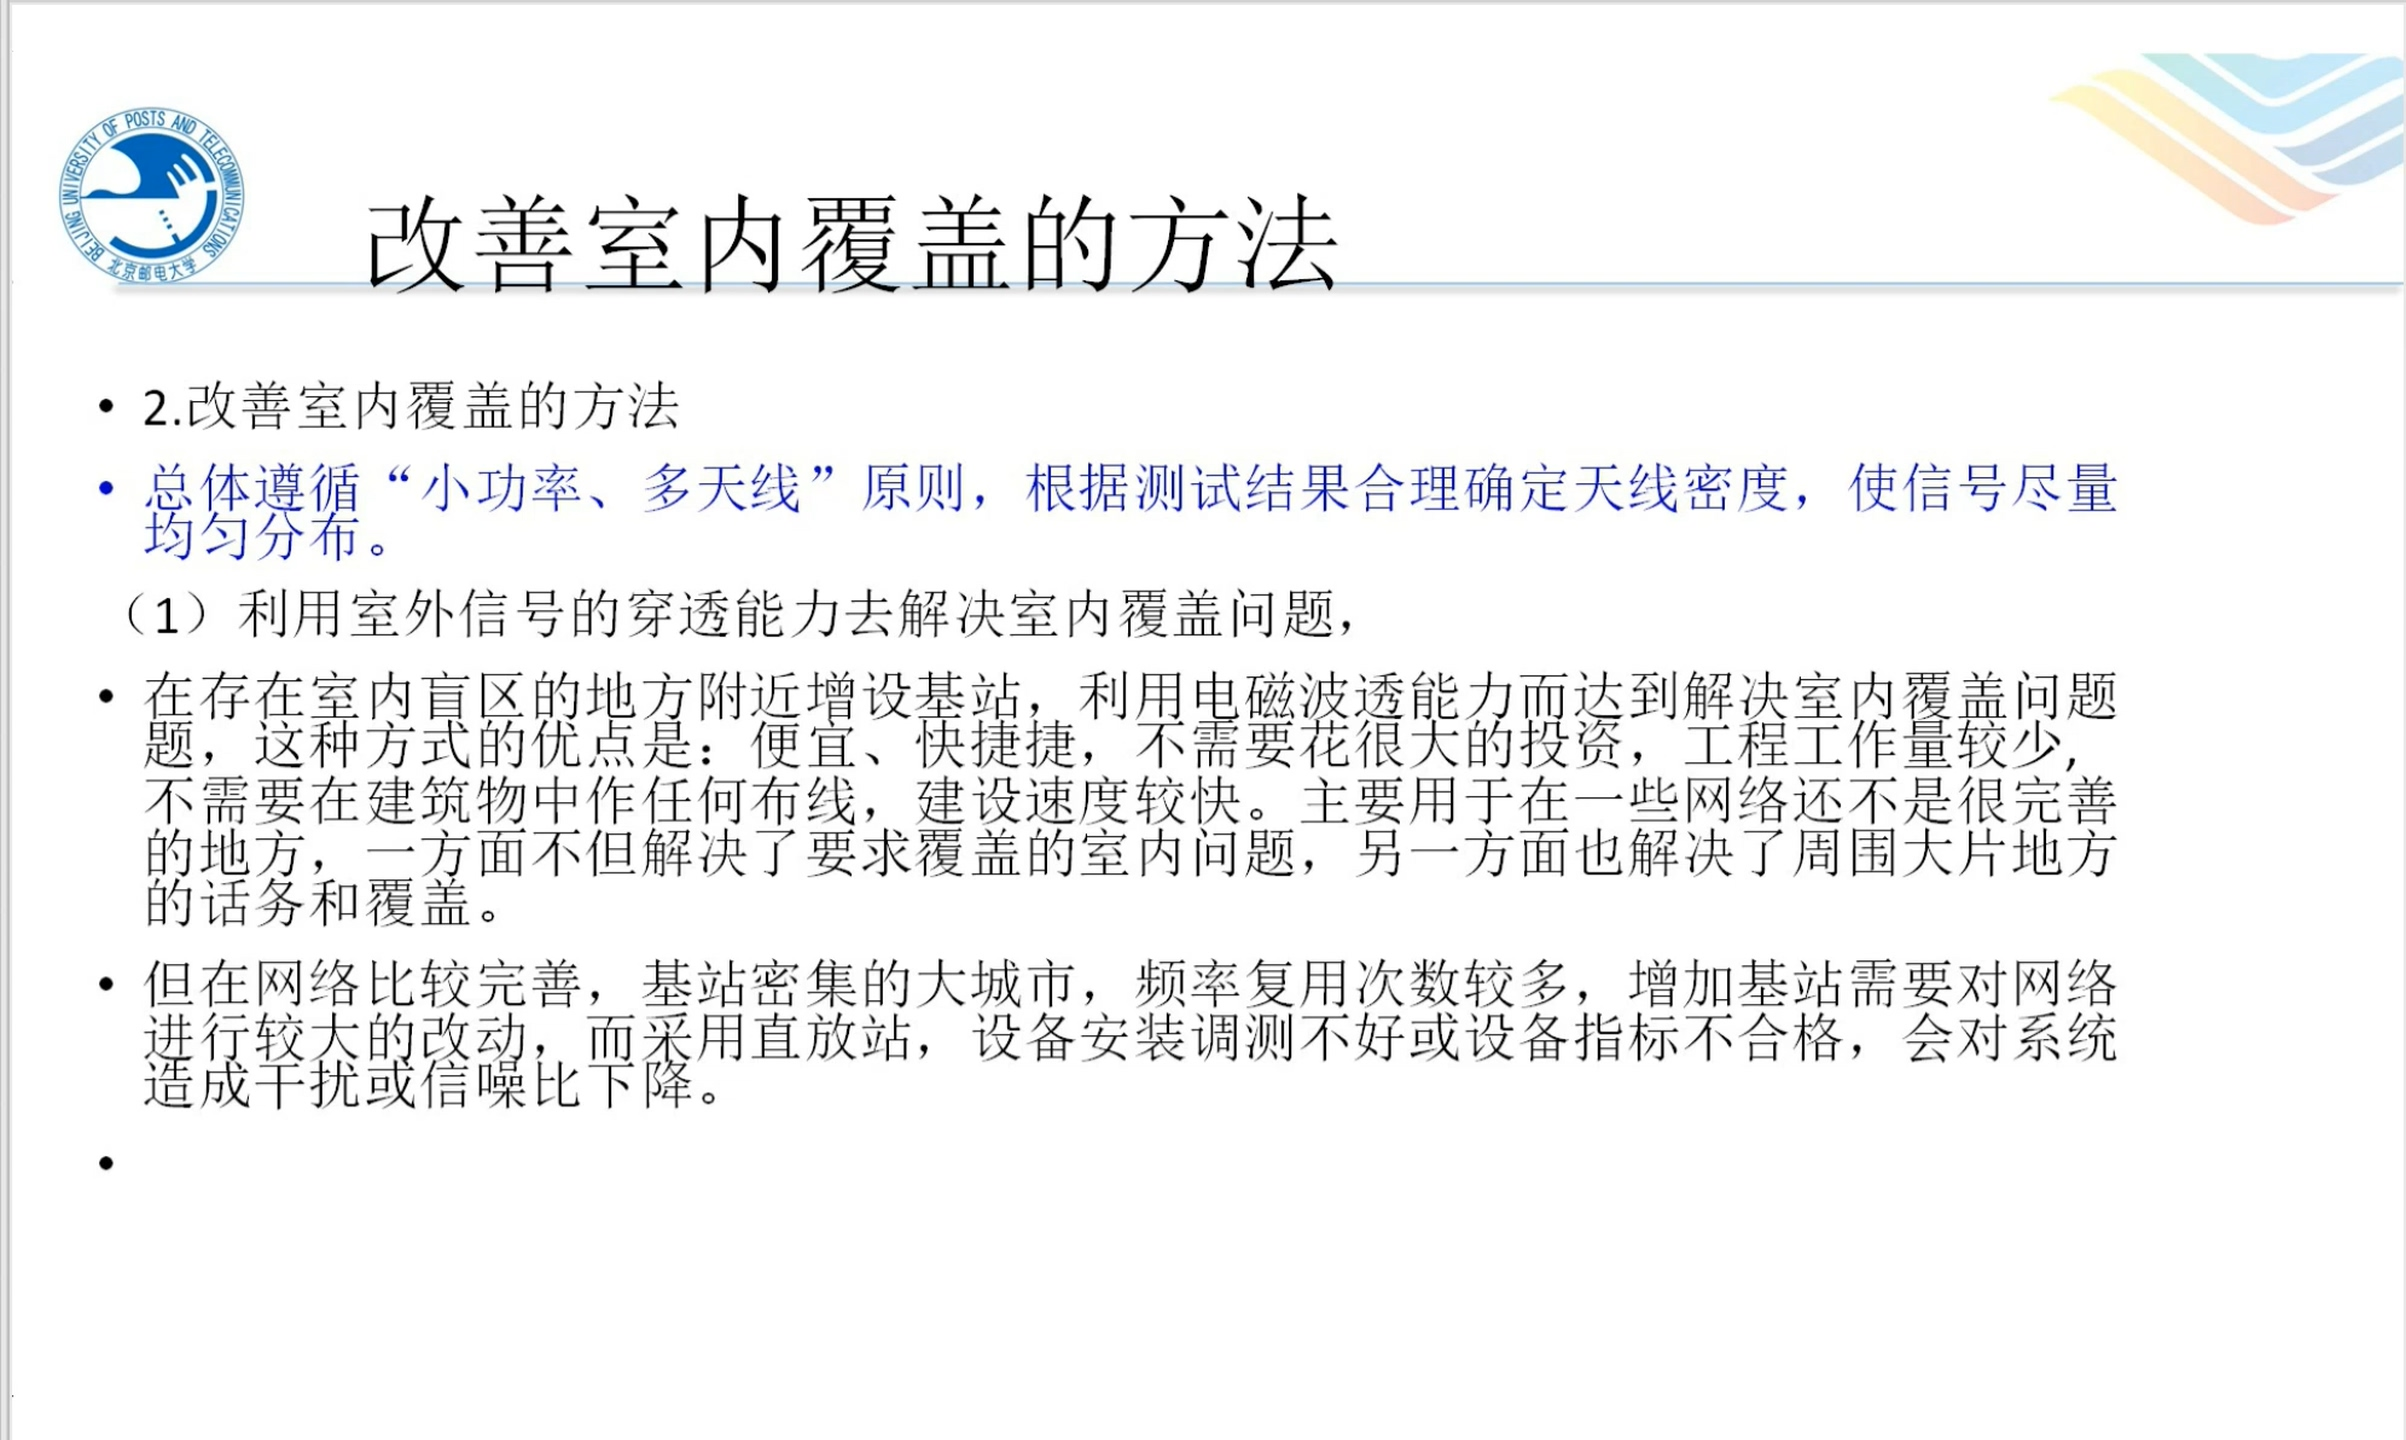 BEIJING UNIVERSITY OF POSTS AND TELECOMMUNICATIONS
北京邮电大学
改善室内覆盖的方法
• 2.改善室内覆盖的方法
• 总体遵循“小功率、多天线”原则，根据测试结果合理确定天线密度，使信号尽量
均匀分布。
（1）利用室外信号的穿透能力去解决室内覆盖问题，
• 在存在室内盲区的地方附近增设基站，利用电磁波透能力而达到解决室内覆盖问题
题，这种方式的优点是：便宜、快捷捷，不需要花很大的投资，工程工作量较少，
不需要在建筑物中作任何布线，建设速度较快。主要用于在一些网络还不是很完善
的地方，一方面不但解决了要求覆盖的室内问题，另一方面也解决了周围大片地方
的话务和覆盖。
• 但在网络比较完善，基站密集的大城市，频率复用次数较多，增加基站需要对网络
进行较大的改动，而采用直放站，设备安装调测不好或设备指标不合格，会对系统
造成干扰或信噪比下降。
•